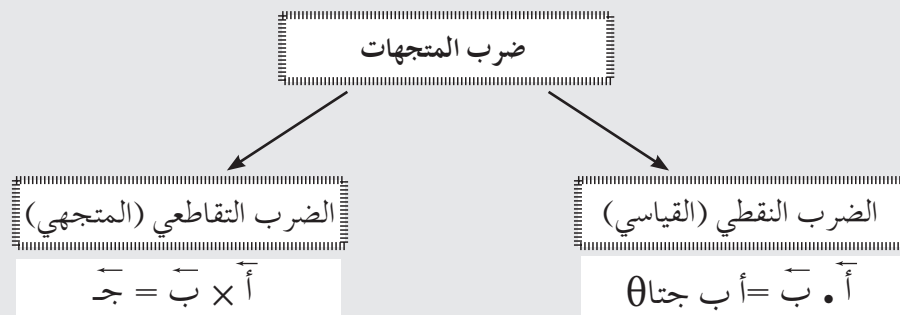 ضرب المتجهات
الضرب النقطي (القياسي)
أ⃖ . ب⃖ = أ ب جتاθ
الضرب التقاطعي (المتجهي)
أ⃖ × ب⃖ = جـ⃖